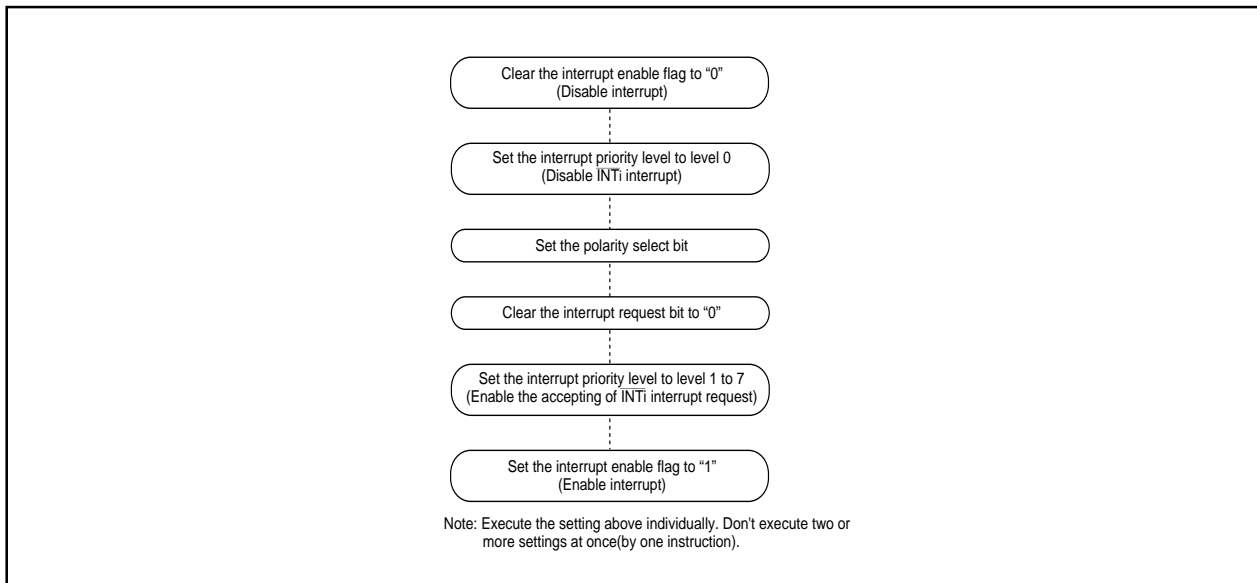 Clear the interrupt enable flag to “0”
(Disable interrupt)
Set the interrupt priority level to level 0
(Disable INTi interrupt)
Set the polarity select bit
Clear the interrupt request bit to “0”
Set the interrupt priority level to level 1 to 7
(Enable the accepting of INTi interrupt request)
Set the interrupt enable flag to “1”
(Enable interrupt)
Note: Execute the setting above individually. Don’t execute two or
more settings at once(by one instruction).